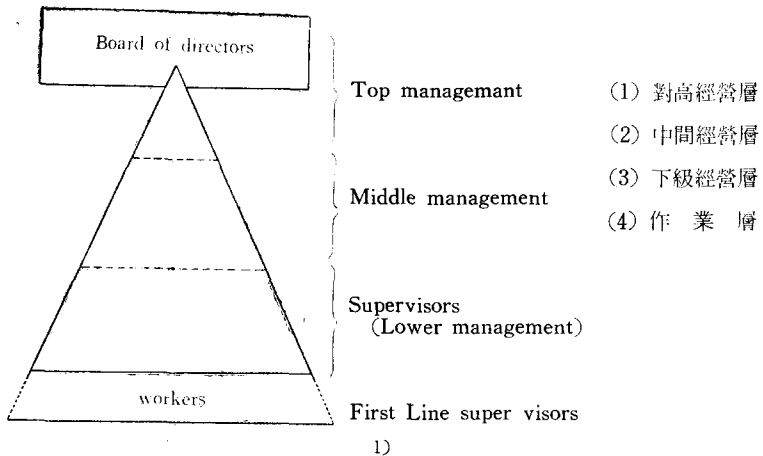 Board of directors
Top managemant
Middle management
Supervisors
(Lower management)
workers
First Line super visors
(1) 對高經營層
(2) 中間經營層
(3) 下級經營層
(4) 作 業 層
1)